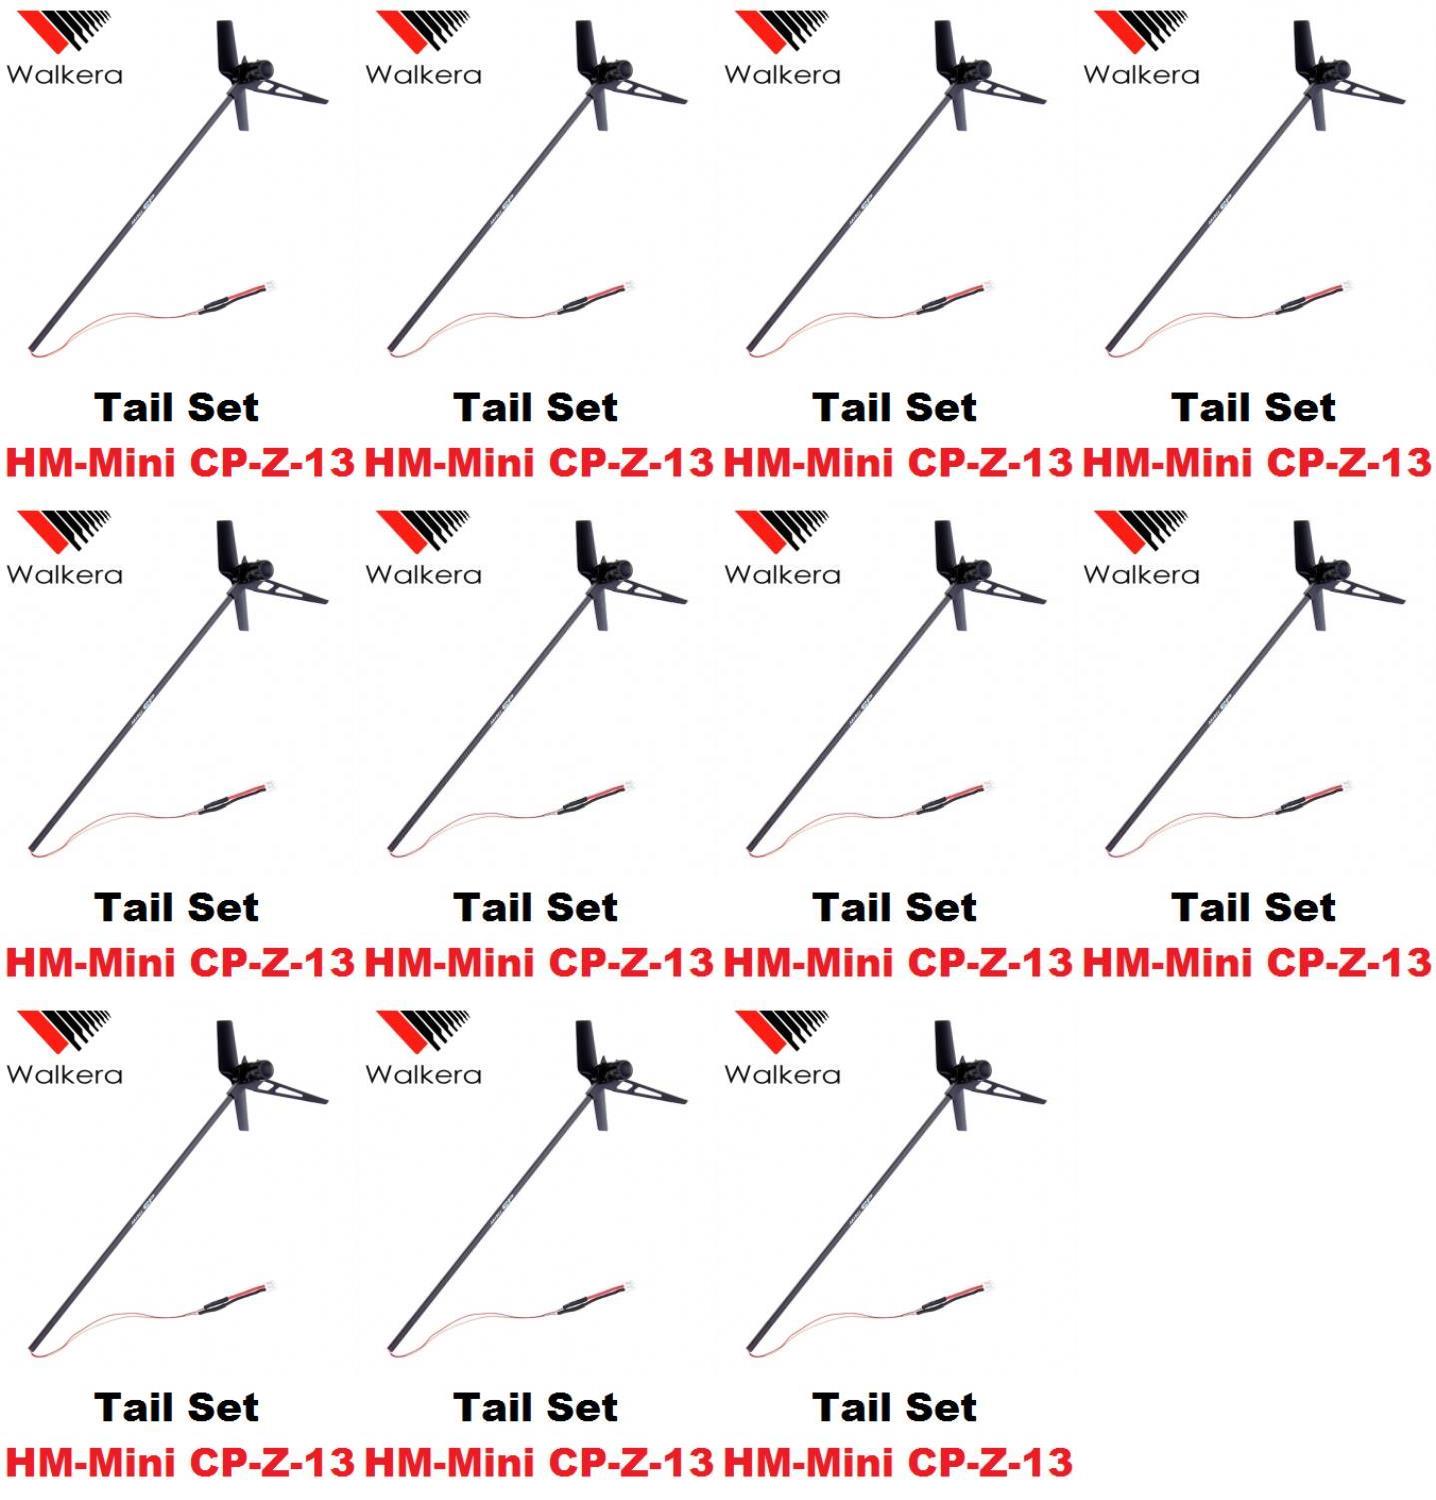 Walkera Walkera Walkera Walkera
Tail Set Tail Set Tail Set Tail Set
HM-Mini CP-Z-13 HM-Mini CP-Z-13 HM-Mini CP-Z-13 HM-Mini CP-Z-13
Walkera Walkera Walkera Walkera
Tail Set Tail Set Tail Set Tail Set
HM-Mini CP-Z-13 HM-Mini CP-Z-13 HM-Mini CP-Z-13 HM-Mini CP-Z-13
Walkera Walkera Walkera
Tail Set Tail Set Tail Set
HM-Mini CP-Z-13 HM-Mini CP-Z-13 HM-Mini CP-Z-13